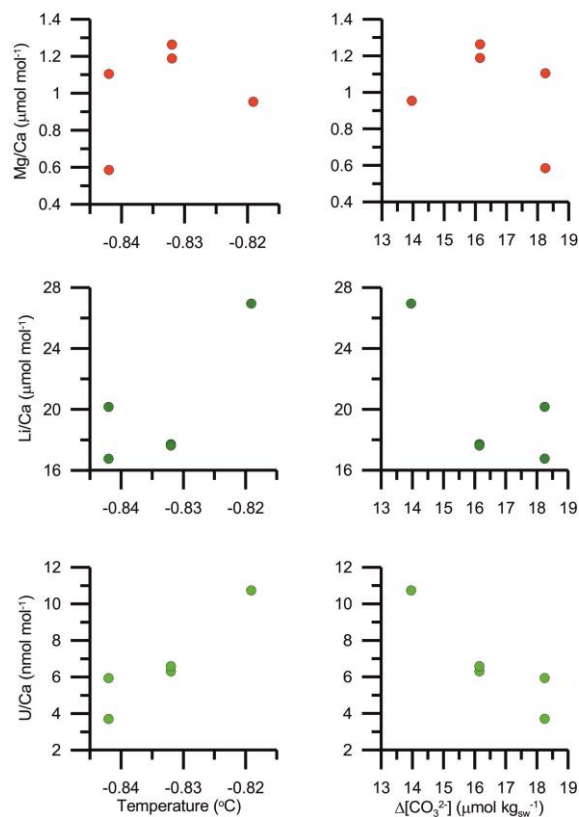 Mg/Ca (μmol mol⁻¹)
1.4
1.2
1
0.8
0.6
0.4
-0.84 -0.83 -0.82
1.4
1.2
1
0.8
0.6
0.4
13 14 15 16 17 18 19
Li/Ca (μmol mol⁻¹)
28
24
20
16
-0.84 -0.83 -0.82
28
24
20
16
13 14 15 16 17 18 19
U/Ca (nmol mol⁻¹)
12
10
8
6
4
2
-0.84 -0.83 -0.82
Temperature (°C)
12
10
8
6
4
2
13 14 15 16 17 18 19
Δ[CO₃²⁻] (μmol kgₛw⁻¹)